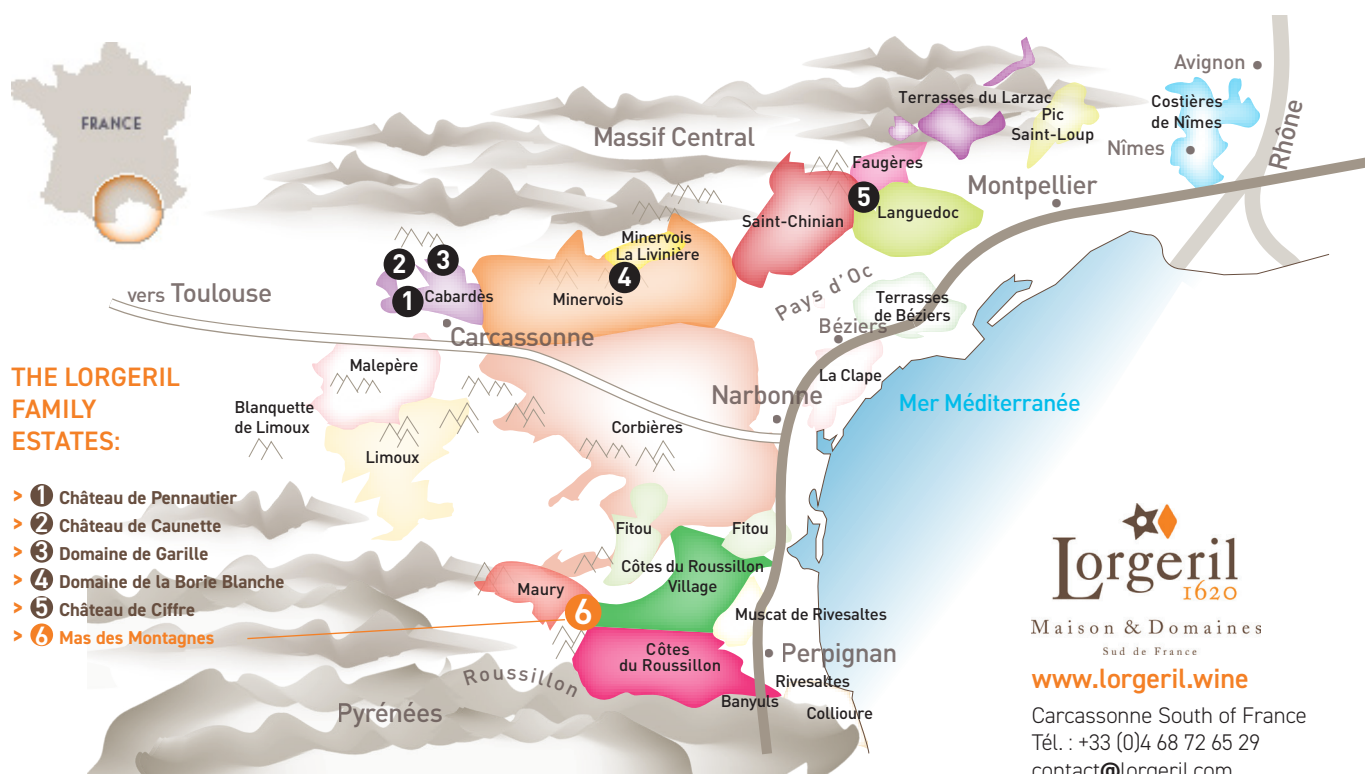 FRANCE
Avignon
Terrasses du Larzac
Costières
de Nîmes
Pic
Saint-Loup
Massif Central
Nîmes
Rhône
Faugères
Montpellier
5
Saint-Chinian
Languedoc
Minervois
La Livinière
2
3
4
1
Cabardès
Minervois
vers Toulouse
Pays d'Oc
Terrasses
de Béziers
Béziers
Carcassonne
Malepère
La Clape
THE LORGERIL
FAMILY
ESTATES:
Narbonne
Mer Méditerranée
Blanquette
de Limoux
Corbières
Limoux
> 1 Château de Pennautier
> 2 Château de Caunette
> 3 Domaine de Garille
> 4 Domaine de la Borie Blanche
> 5 Château de Ciffre
> 6 Mas des Montagnes
Fitou
Fitou
Côtes du Roussillon
Village
Maury
6
Muscat de Rivesaltes
Côtes
du Roussillon
Perpignan
Roussillon
Rivesaltes
Banyuls
Collioure
Pyrénées
Lorgeril
1620
Maison & Domaines
Sud de France
www.lorgeril.wine
Carcassonne South of France
Tél. : +33 (0)4 68 72 65 29
contact@lorgeril.com